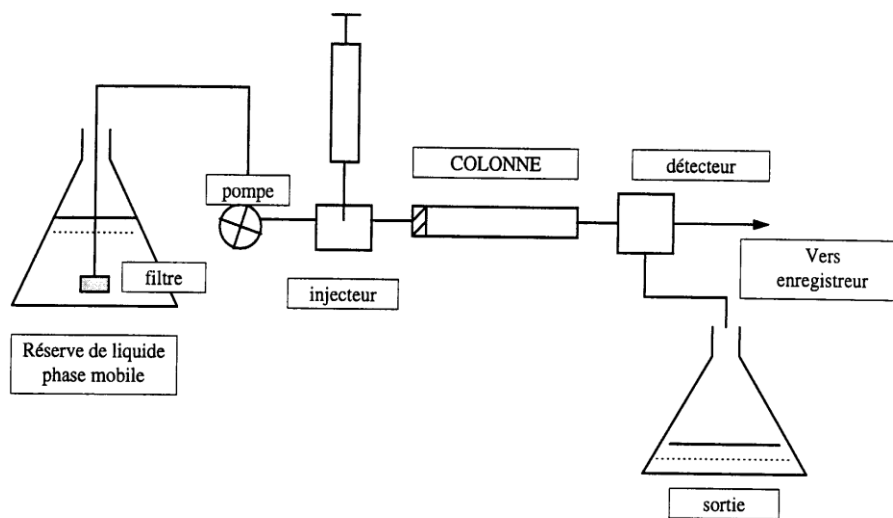 COLONNE
détecteur
pompe
filtre
injecteur
Vers
enregistreur
Réserve de liquide
phase mobile
sortie